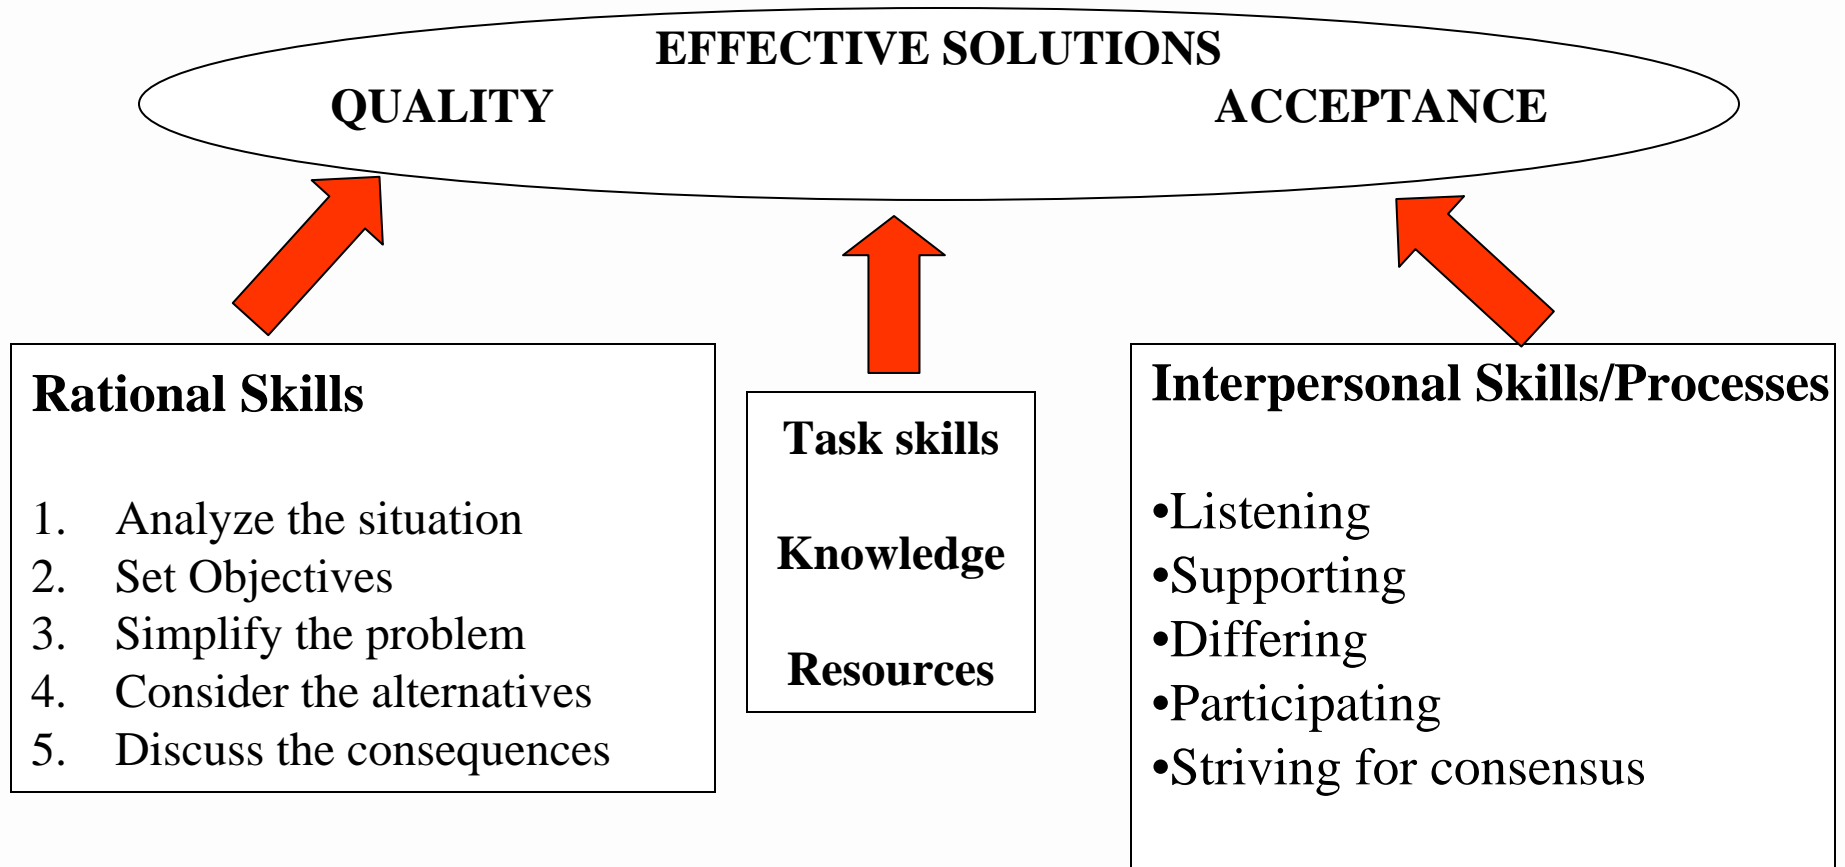 EFFECTIVE SOLUTIONS
QUALITY ACCEPTANCE
Rational Skills
1. Analyze the situation
2. Set Objectives
3. Simplify the problem
4. Consider the alternatives
5. Discuss the consequences
Task skills
Knowledge
Resources
Interpersonal Skills/Processes
•Listening
•Supporting
•Differing
•Participating
•Striving for consensus